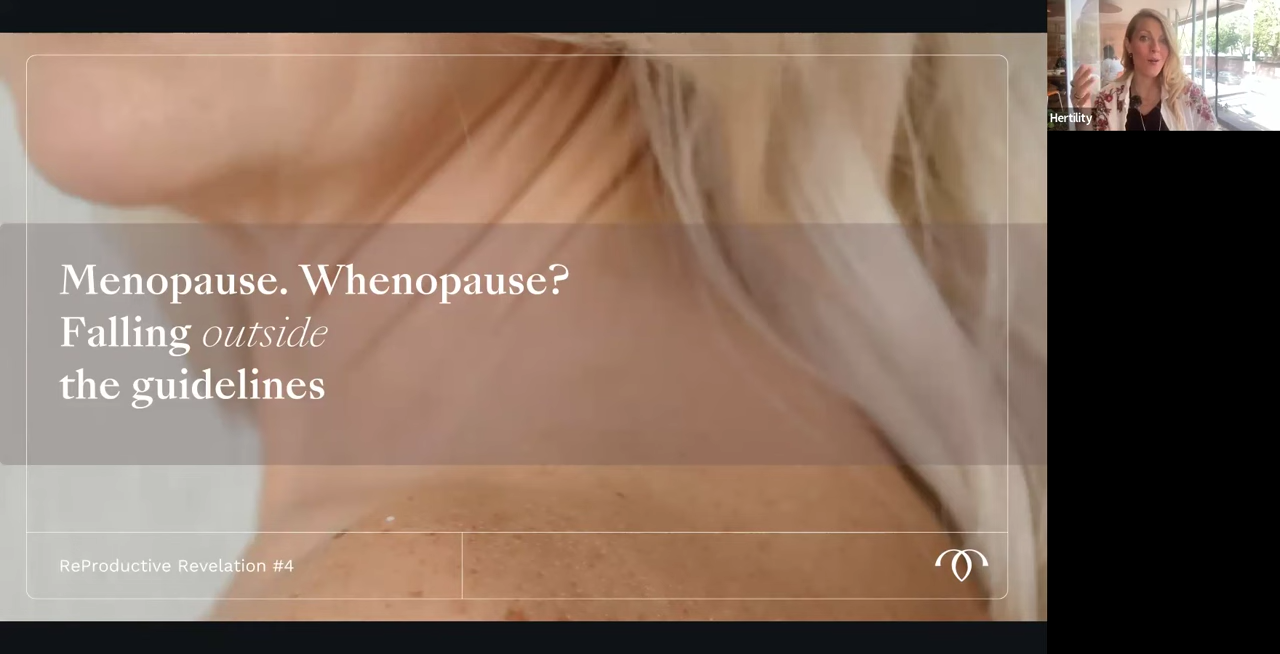 Menopause. Whenopause?
Falling outside
the guidelines
ReProductive Revelation #4
Hertility